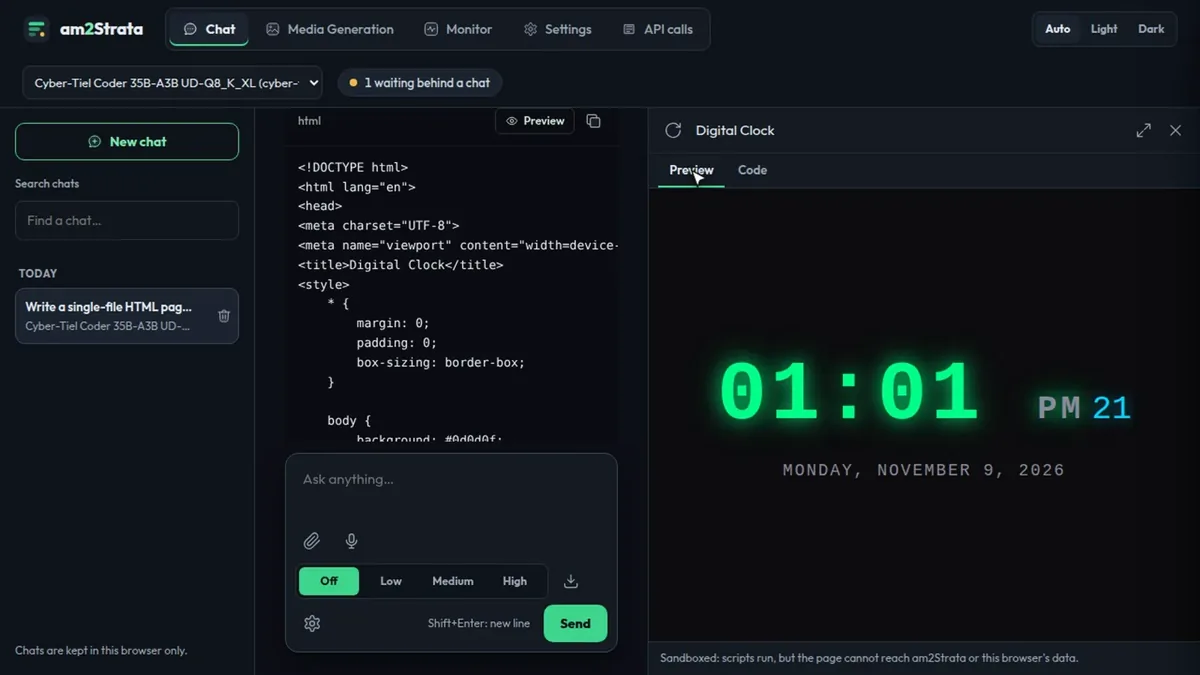 am2Strata
Chat
Media Generation
Monitor
Settings
API calls
Auto
Light
Dark
Cyber-Tiel Coder 35B-A3B UD-Q8_K_XL (cyber-
1 waiting behind a chat
New chat
Search chats
Find a chat...
TODAY
Write a single-file HTML pag...
Cyber-Tiel Coder 35B-A3B UD-...
Chats are kept in this browser only.
html
Preview
<!DOCTYPE html>
<html lang="en">
<head>
<meta charset="UTF-8">
<meta name="viewport" content="width=device-
<title>Digital Clock</title>
<style>
    * {
        margin: 0;
        padding: 0;
        box-sizing: border-box;
    }
    body {
        background: #0d0d0f;
Ask anything...
Off
Low
Medium
High
Shift+Enter: new line
Send
Digital Clock
Preview
Code
01:01 PM 21
MONDAY, NOVEMBER 9, 2026
Sandboxed: scripts run, but the page cannot reach am2Strata or this browser's data.